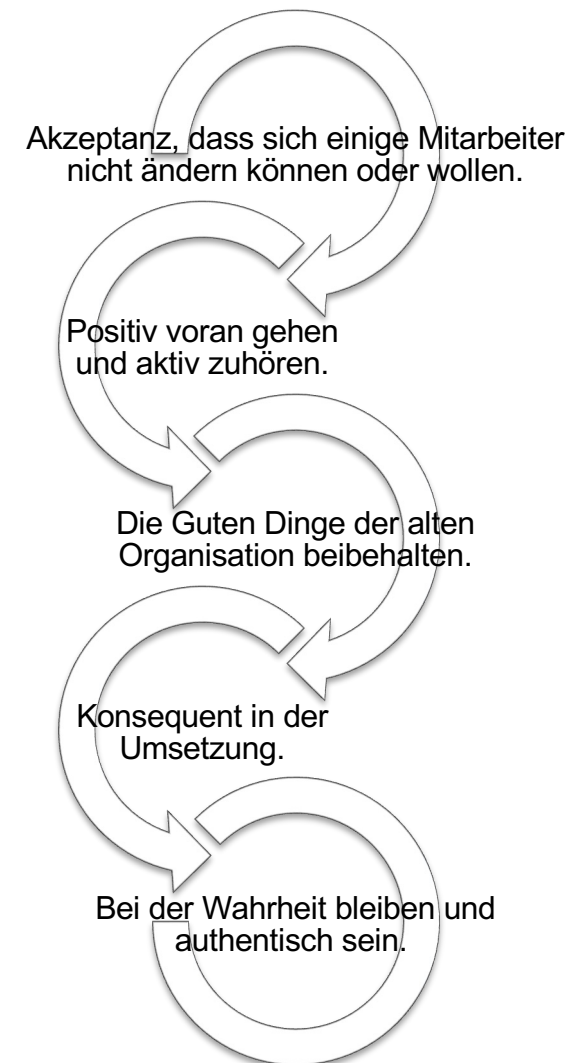 Akzeptanz, dass sich einige Mitarbeiter
nicht ändern können oder wollen.
Positiv voran gehen
und aktiv zuhören.
Die Guten Dinge der alten
Organisation beibehalten.
Konsequent in der
Umsetzung.
Bei der Wahrheit bleiben und
authentisch sein.